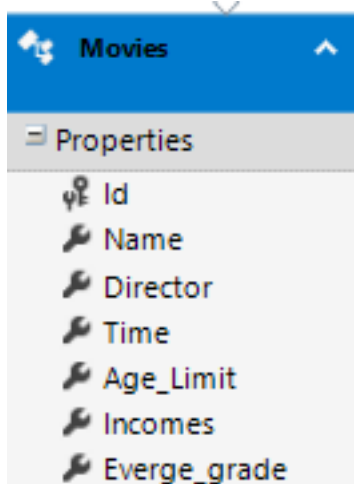 Movies
Properties
Id
Name
Director
Time
Age_Limit
Incomes
Everge_grade